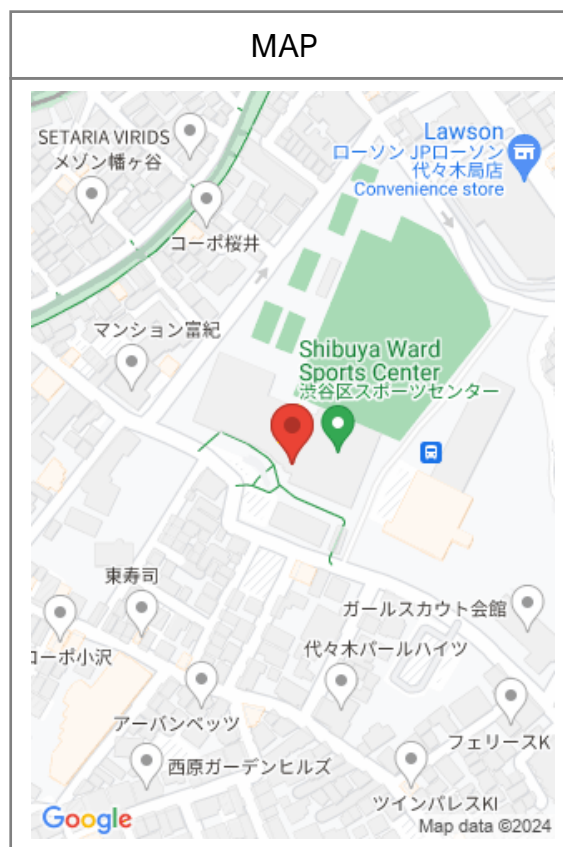 MAP
SETARIA VIRIDS
メゾン幡ヶ谷
Lawson
ローソン JPローソン
代々木局店
Convenience store
コーポ桜井
マンション富紀
Shibuya Ward
Sports Center
渋谷区スポーツセンター
東寿司
ガールスカウト会館
コーポ小沢
代々木パールハイツ
アーバンベッツ
フェリースK
西原ガーデンヒルズ
ツインパレスKI
Google
Map data ©2024